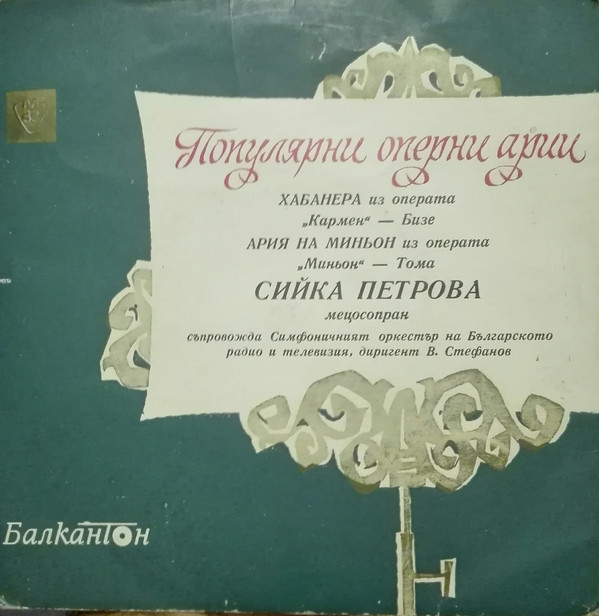 Популярни оперни арии
ХАБАНЕРА из операта
„Кармен“ — Бизе
АРИЯ НА МИНЬОН из операта
„Миньон“ — Тома
СИЙКА ПЕТРОВА
мецосопран
съпровожда Симфоничният оркестър на Българското
радио и телевизия, диригент В. Стефанов
Балкантон